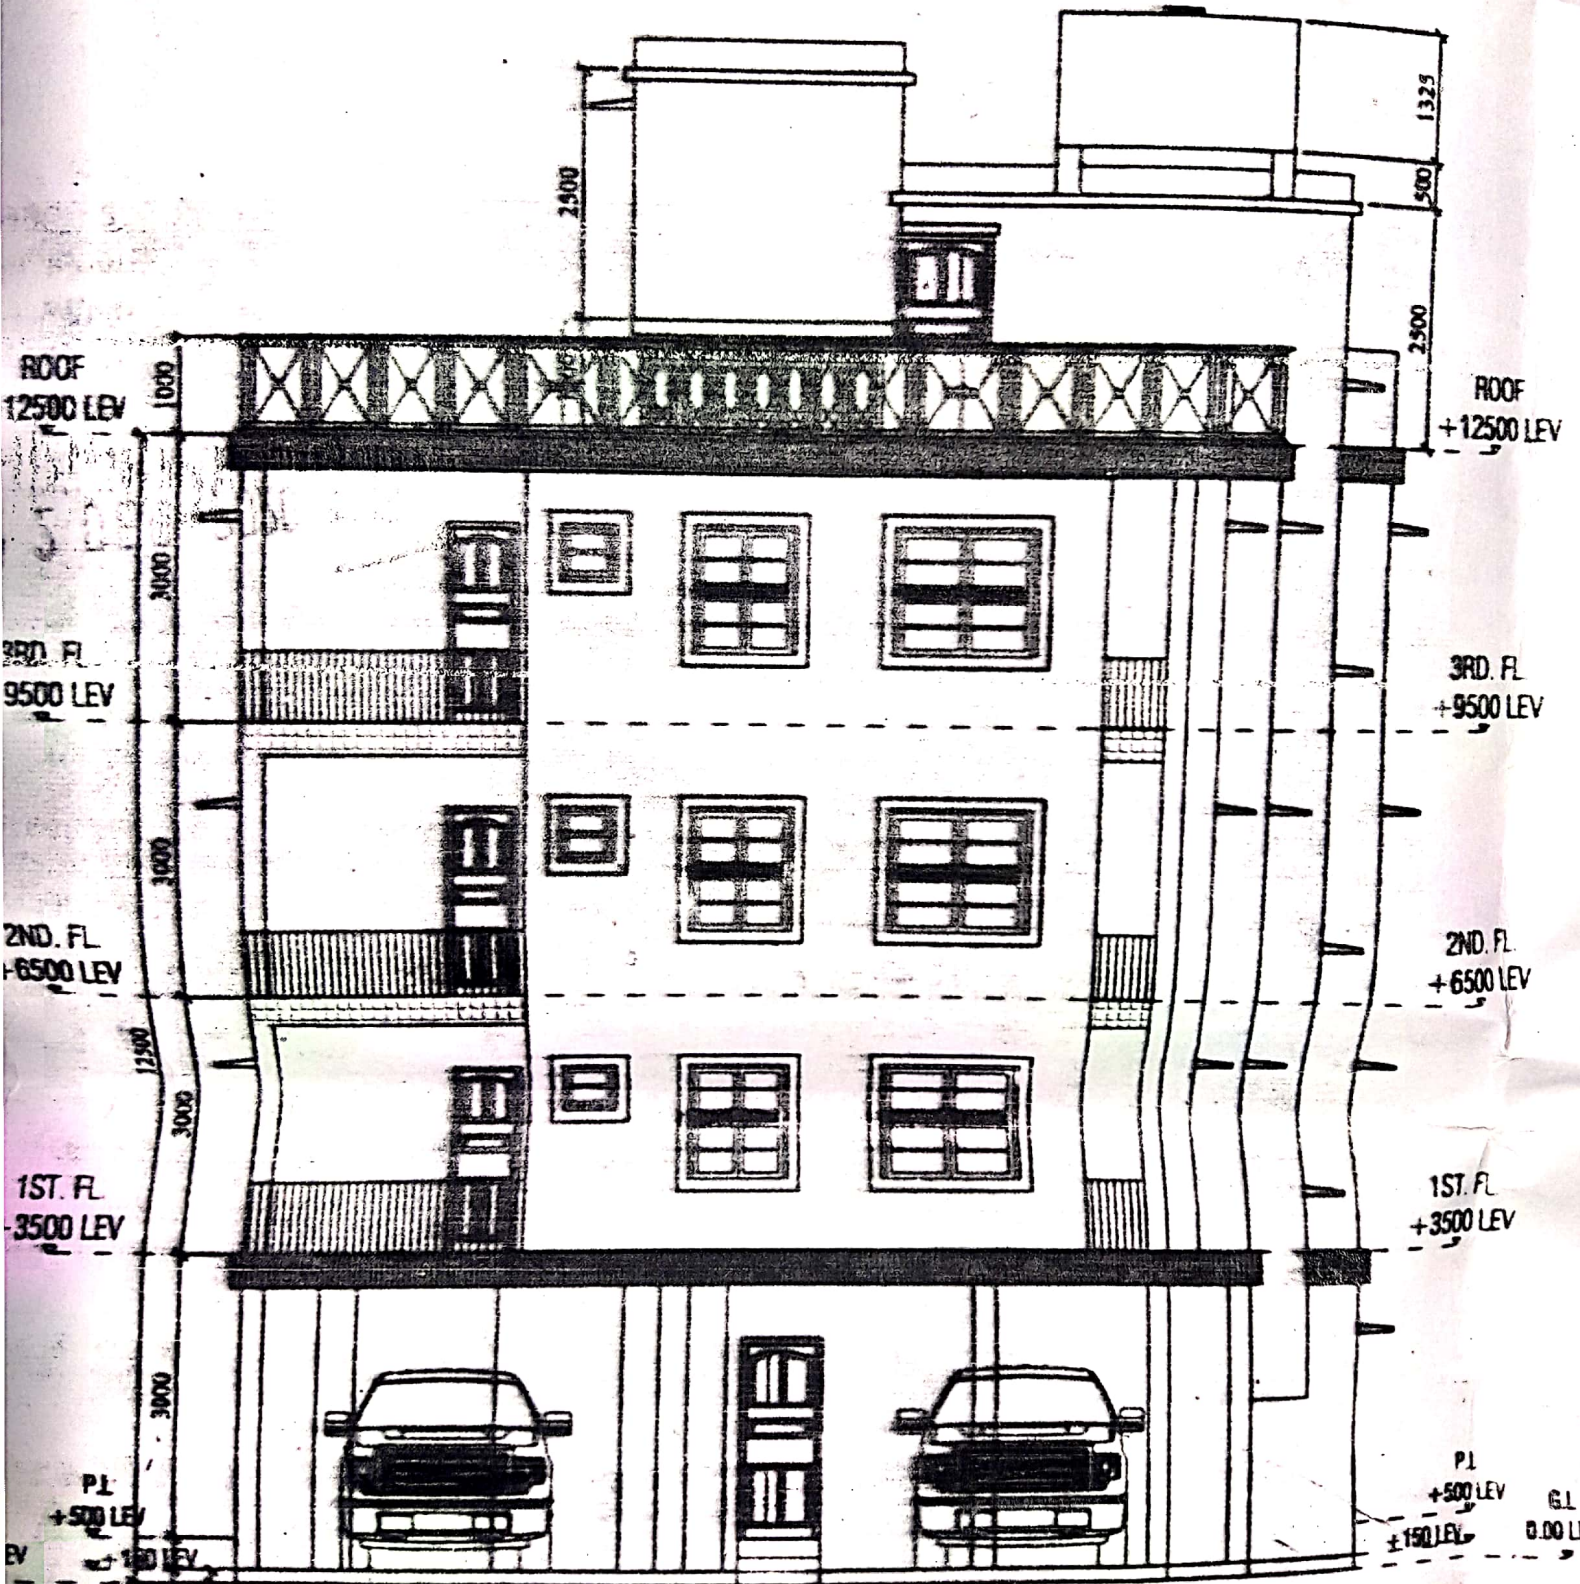 1325
500
2500
2500
ROOF
12500 LEV
1000
ROOF
+12500 LEV
3000
3RD. FL
9500 LEV
3RD. FL
+9500 LEV
3000
2ND. FL
+6500 LEV
2ND. FL
+6500 LEV
12500
3000
1ST. FL
3500 LEV
1ST. FL
+3500 LEV
3000
P.L
+500 LEV
P.L
+500 LEV
G.L
±150 LEV
0.00
EV